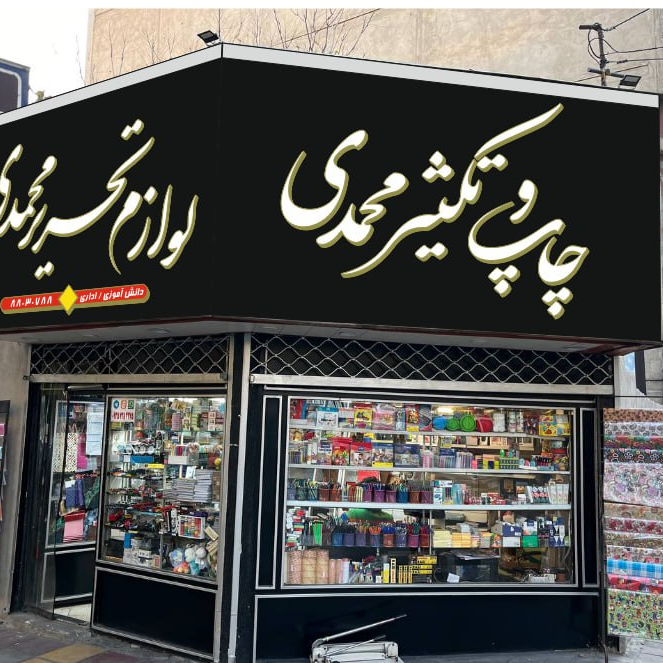 لوازم تحریر محمدی
دانش آموزی / اداری
۸۸۰۳۰۷۸۸
چاپ و تکثیر محمدی